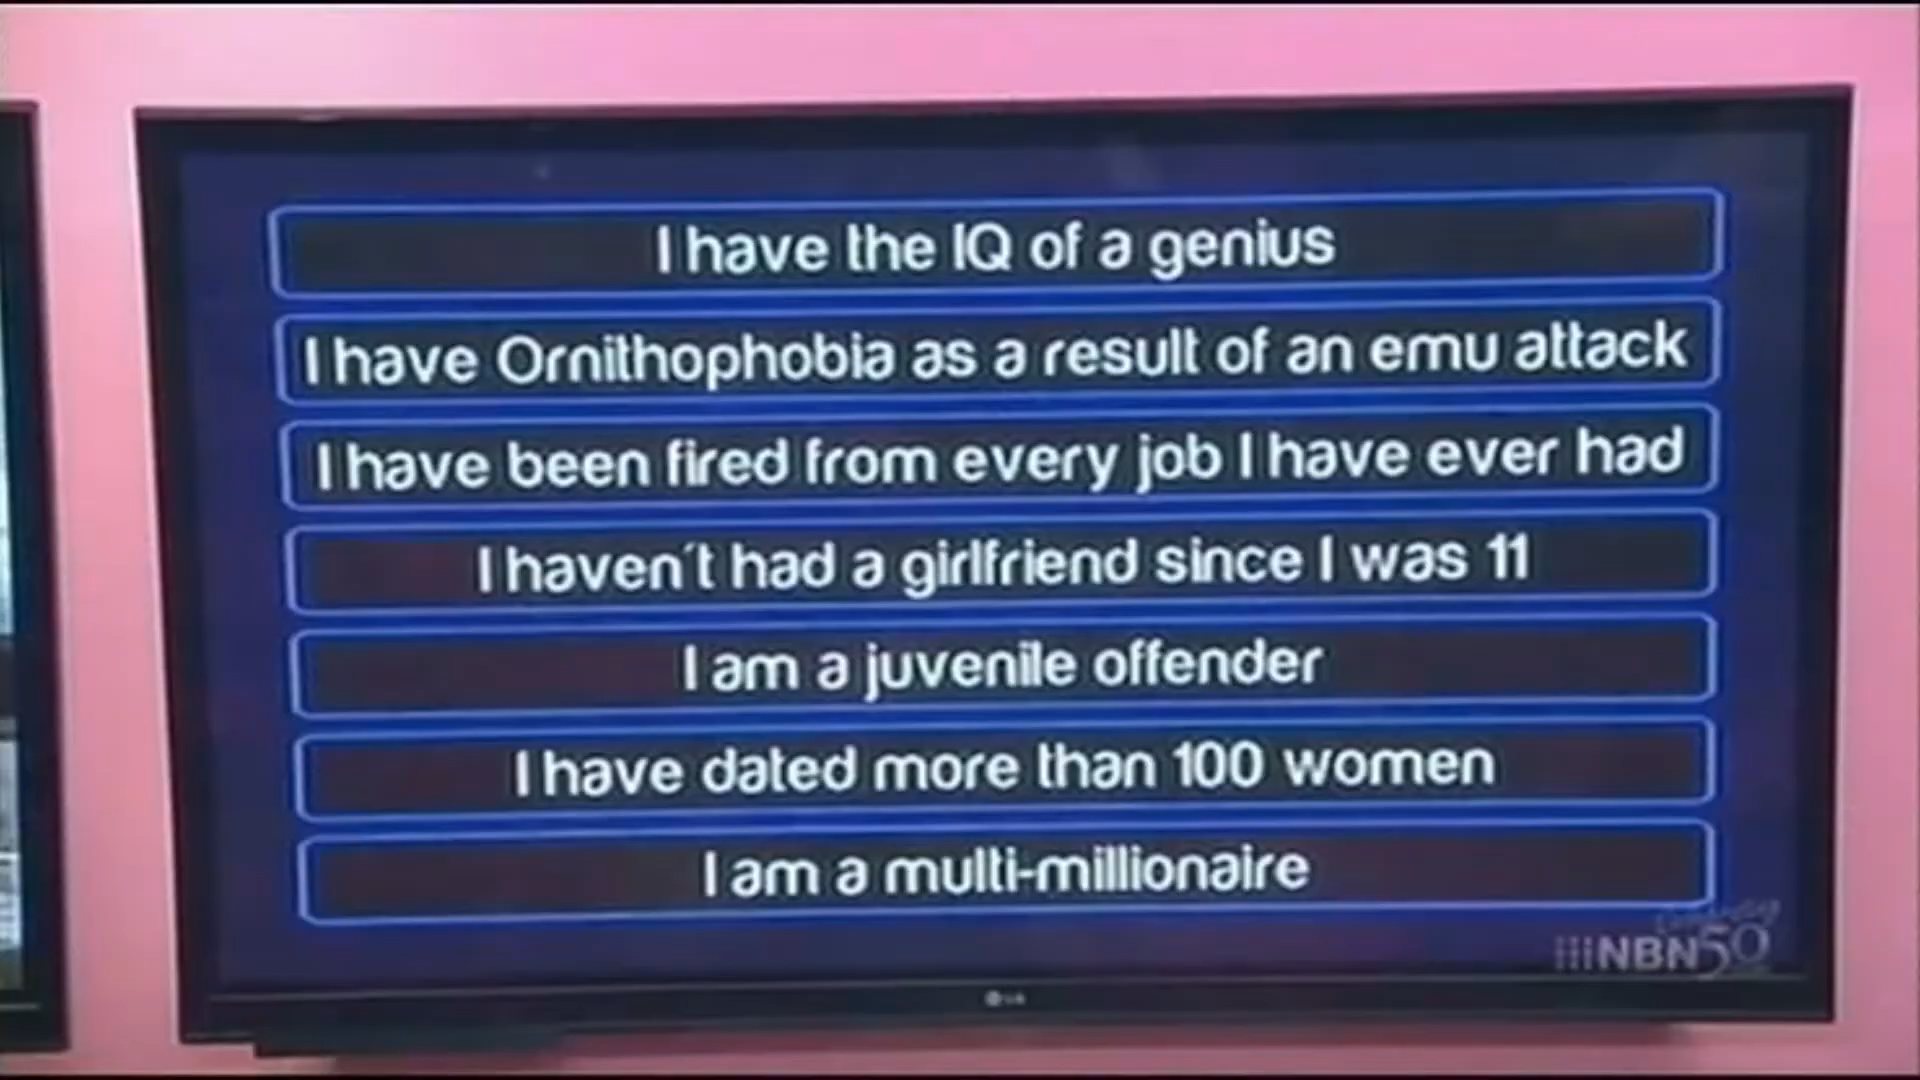 I have the IQ of a genius
I have Ornithophobia as a result of an emu attack
I have been fired from every job I have ever had
I haven't had a girlfriend since I was 11
I am a juvenile offender
I have dated more than 100 women
I am a multi-millionaire
NBN50
LG